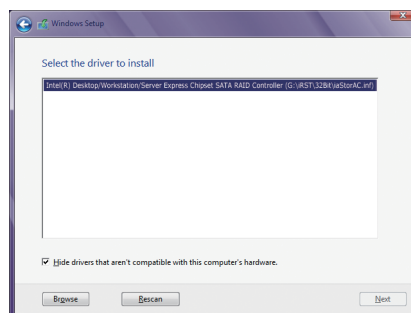 Windows Setup
Select the driver to install
Intel(R) Desktop/Workstation/Server Express Chipset SATA RAID Controller (G:\iRST\32Bit\iaStorAC.inf)
Hide drivers that aren't compatible with this computer's hardware.
Browse
Rescan
Next